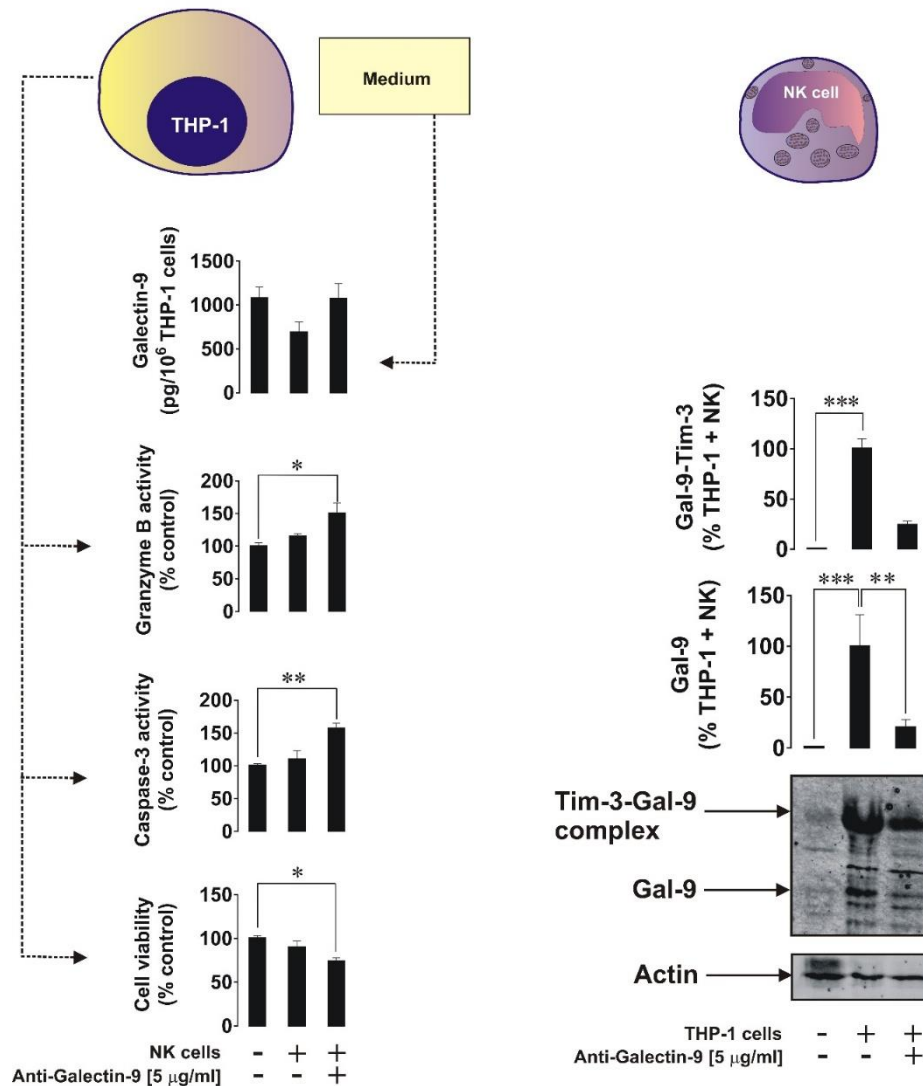 THP-1
Medium
NK cell
Galectin-9
(pg/10⁶ THP-1 cells)
1500
1000
500
0
Granzyme B activity
(% control)
200
150
100
50
0
*
Caspase-3 activity
(% control)
200
150
100
50
0
**
Cell viability
(% control)
150
100
50
0
*
NK cells - + +
Anti-Galectin-9 [5 µg/ml] +
Gal-9-Tim-3
(% THP-1 + NK)
150
100
50
0
***
Gal-9
(% THP-1 + NK)
150
100
50
0
*** **
Tim-3-Gal-9
complex
Gal-9
Actin
THP-1 cells - + +
Anti-Galectin-9 [5 µg/ml] +